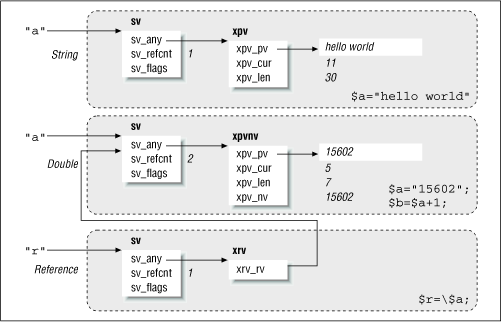 sv
xpv
"a"
sv_any
xpv_pv
hello world
String
sv_refcnt
1
xpv_cur
11
sv_flags
xpv_len
30
$a="hello world"
sv
xpvnv
"a"
sv_any
xpv_pv
15602
Double
sv_refcnt
2
xpv_cur
5
sv_flags
xpv_len
7
$a="15602";
xpv_nv
15602
$b=$a+1;
sv
xrv
"r"
sv_any
xrv_rv
Reference
sv_refcnt
1
sv_flags
$r=\$a;